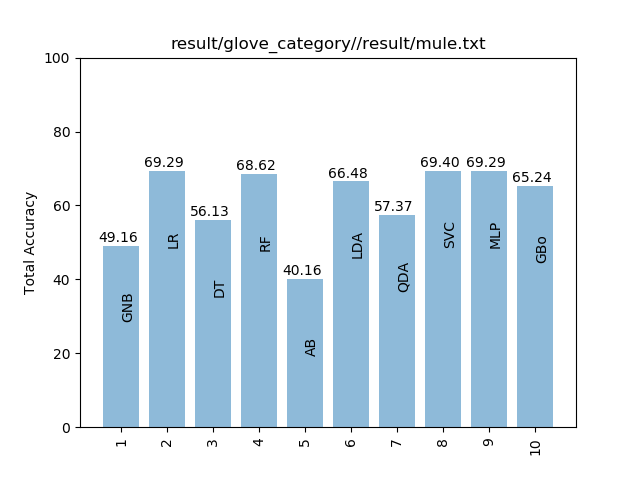 result/glove_category//result/mule.txt
Total Accuracy
100
80
60
40
20
0
49.16
69.29
56.13
68.62
40.16
66.48
57.37
69.40
69.29
65.24
GNB
LR
DT
RF
AB
LDA
QDA
SVC
MLP
GBo
1
2
3
4
5
6
7
8
9
10